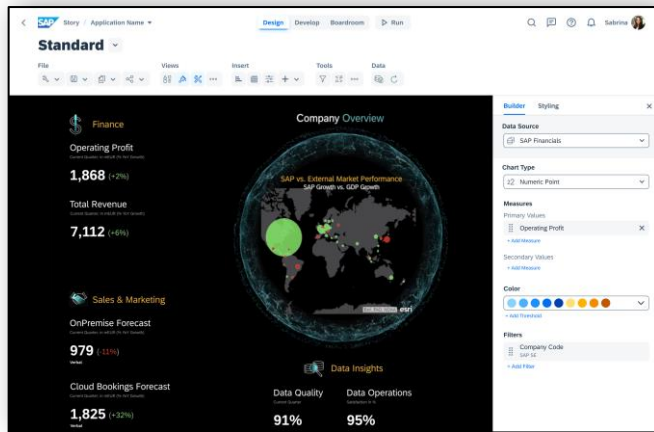 SAP Story / Application Name
Design Develop Boardroom Run
Sabrina
Standard
File Views Insert Tools Data
Finance
Operating Profit
1,868 (+2%)
Total Revenue
7,112 (+6%)
Sales & Marketing
OnPremise Forecast
979 (-11%)
Cloud Bookings Forecast
1,825 (+32%)
Company Overview
SAP vs. External Market Performance
SAP Growth vs. GDP Growth
esri
Data Insights
Data Quality Data Operations
Current Quarter Satisfaction in %
91% 95%
Builder Styling
Data Source
SAP Financials
Chart Type
Numeric Point
Measures
Primary Values
Operating Profit
+ Add Measure
Secondary Values
+ Add Measure
Color
+ Add Threshold
Filters
Company Code
SAP SE
+ Add Filter